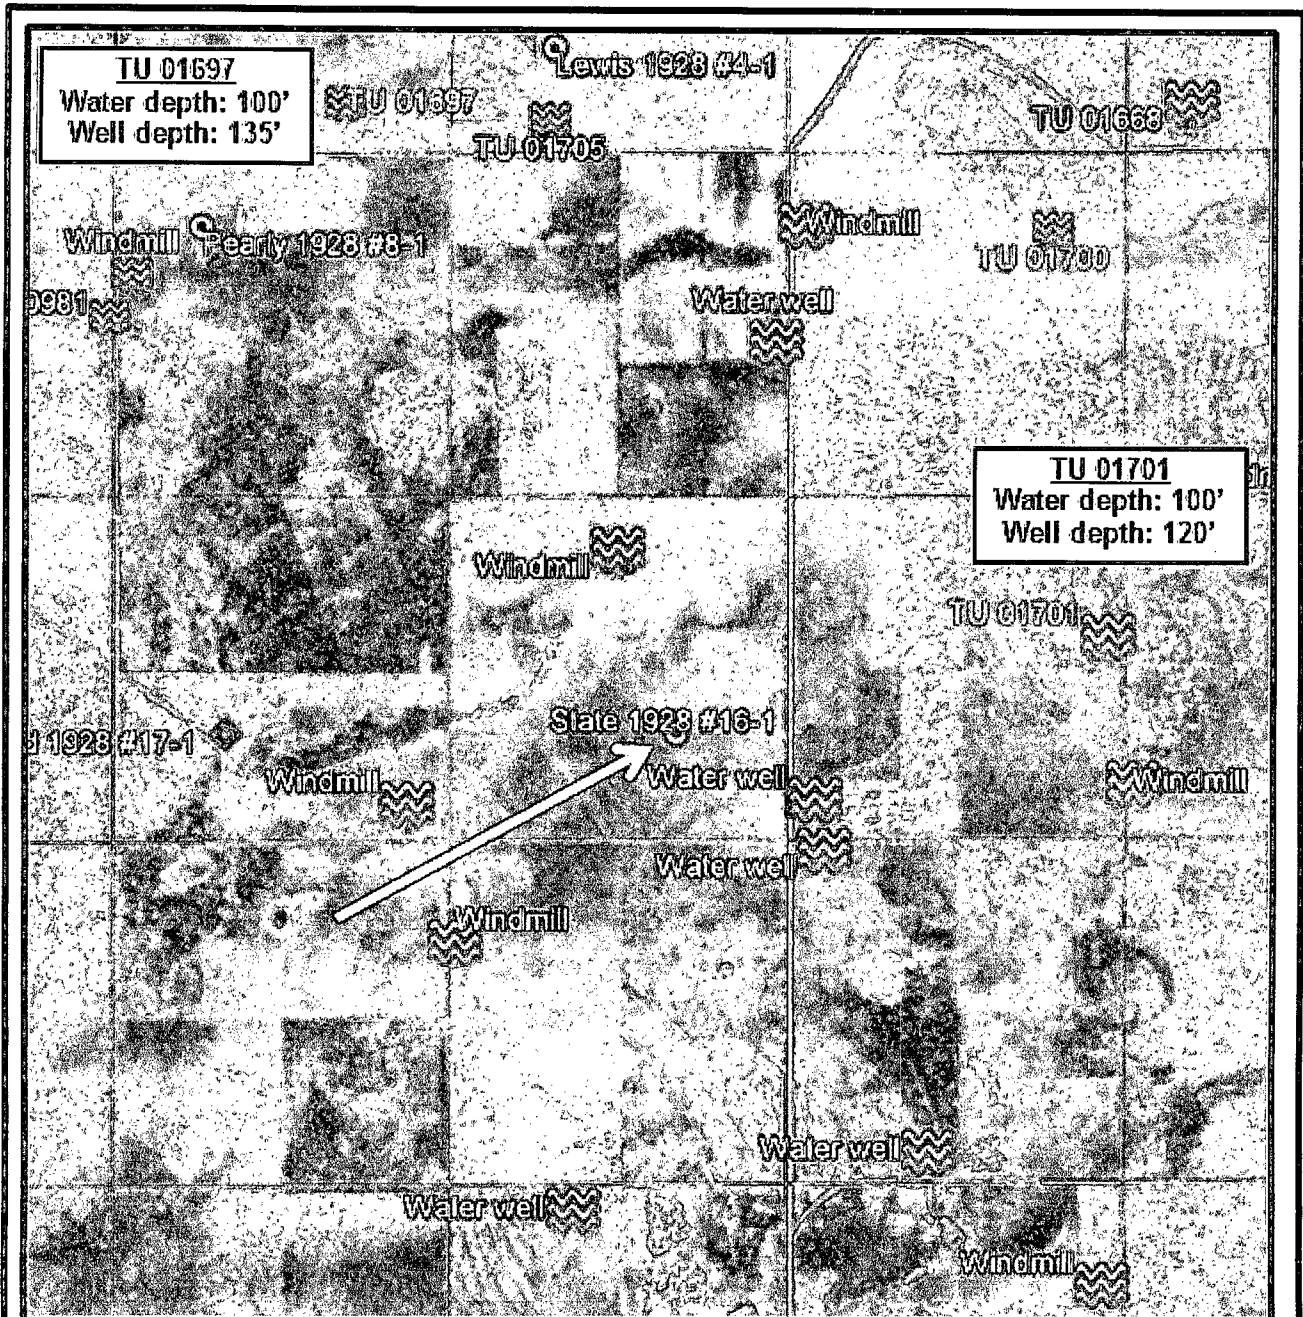 TU 01697
Water depth: 100'
Well depth: 135'
TU 01697
Lewis 1928 #4-1
TU 01705
TU 01668
Windmill
Pearly 1928 #8-1
Windmill
TU 01700
0981
Water well
TU 01701
Water depth: 100'
Well depth: 120'
Windmill
TU 01701
State 1928 #16-1
d 1928 #17-1
Windmill
Water well
Windmill
Water well
Windmill
Water well
Water well
Windmill